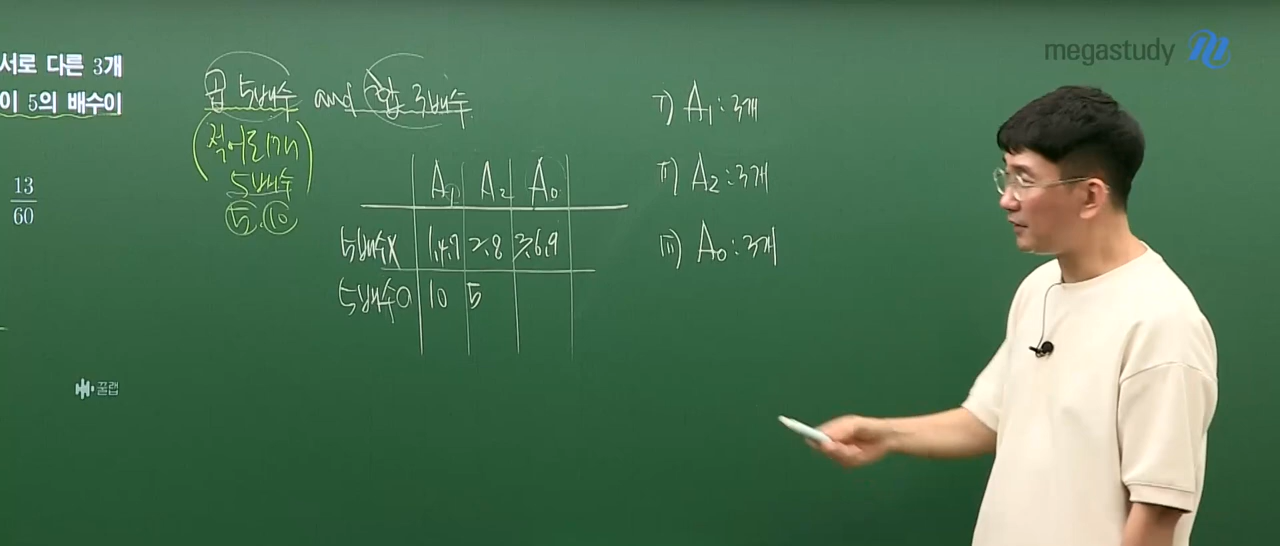 megastudy
서로 다른 3개
이 5의 배수이
13
60
곱 5배수 and 합 3배수
(적어도 1개
5배수)
5, 10
A₁ A₂ A₀
5배수X 1,4,7 2,8 3,6,9
5배수O 10 5
ⅰ) A₁ : 3개
ⅱ) A₂ : 3개
ⅲ) A₀ : 3개
꿀랩